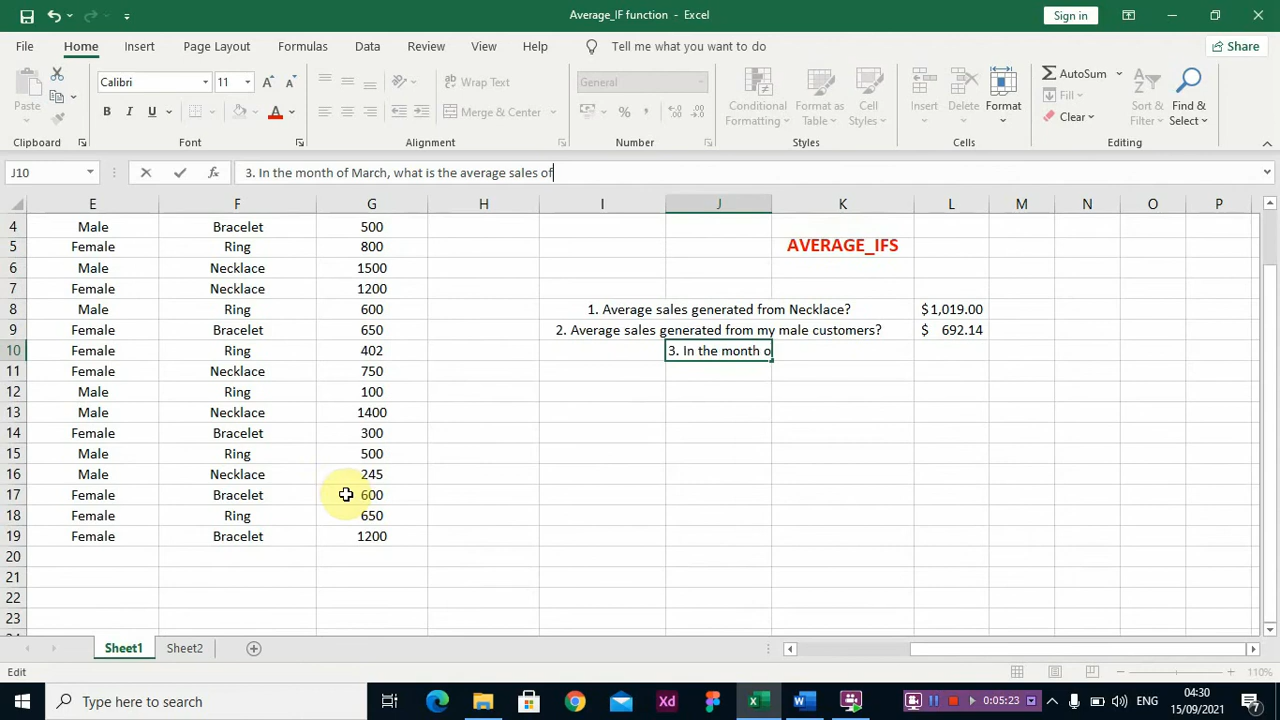 Average_IF function - Excel
Sign in
File Home Insert Page Layout Formulas Data Review View Help Tell me what you want to do Share
Paste
Calibri 11
B I U
Wrap Text
Merge & Center
General
Conditional Formatting
Format as Table
Cell Styles
Insert
Delete
Format
AutoSum
Fill
Clear
Sort & Filter
Find & Select
Clipboard Font Alignment Number Styles Cells Editing
J10 fx 3. In the month of March, what is the average sales of
E F G H I J K L M N O P
4 Male Bracelet 500
5 Female Ring 800 AVERAGE_IFS
6 Male Necklace 1500
7 Female Necklace 1200
8 Male Ring 600 1. Average sales generated from Necklace? $ 1,019.00
9 Female Bracelet 650 2. Average sales generated from my male customers? $ 692.14
10 Female Ring 402 3. In the month o
11 Female Necklace 750
12 Male Ring 100
13 Male Necklace 1400
14 Female Bracelet 300
15 Male Ring 500
16 Male Necklace 245
17 Female Bracelet 600
18 Female Ring 650
19 Female Bracelet 1200
20
21
22
23
24
Sheet1 Sheet2
Edit 110%
Type here to search
Xd
0:05:23
ENG
04:30
15/09/2021
7